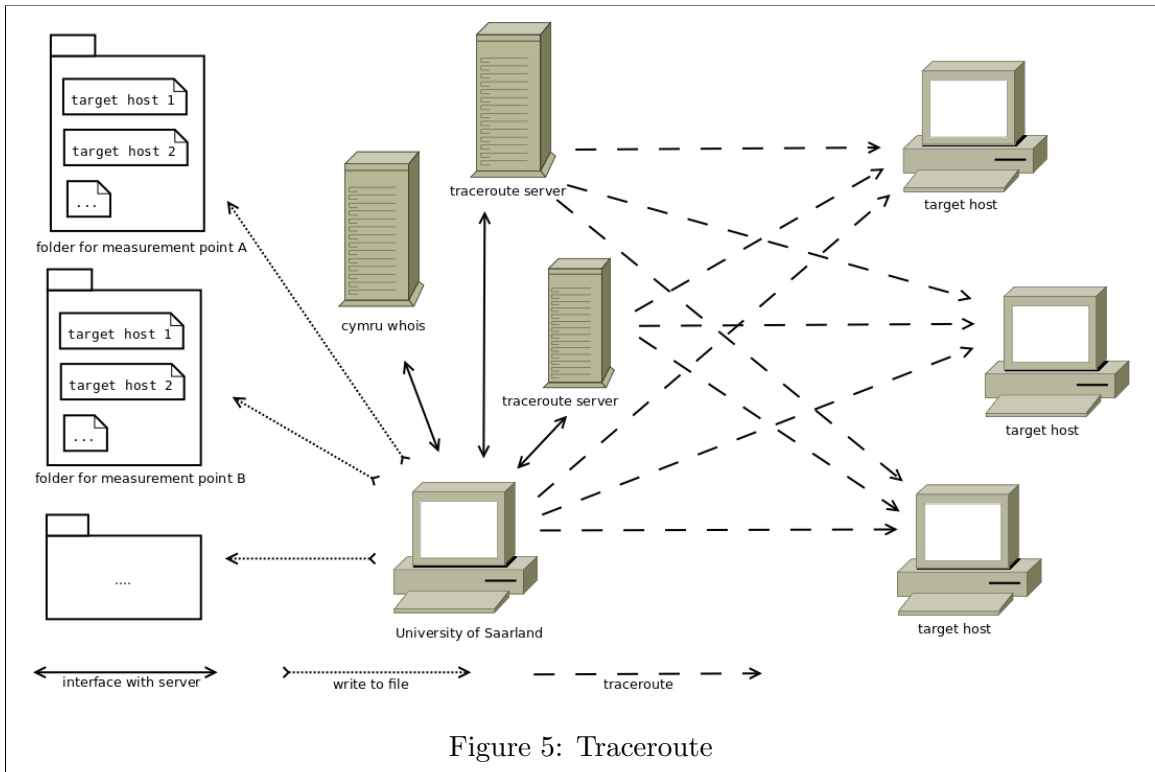 target host 1
target host 2
...
folder for measurement point A
target host 1
target host 2
...
folder for measurement point B
....
cymru whois
traceroute server
traceroute server
University of Saarland
target host
target host
target host
interface with server
write to file
traceroute
Figure 5: Traceroute